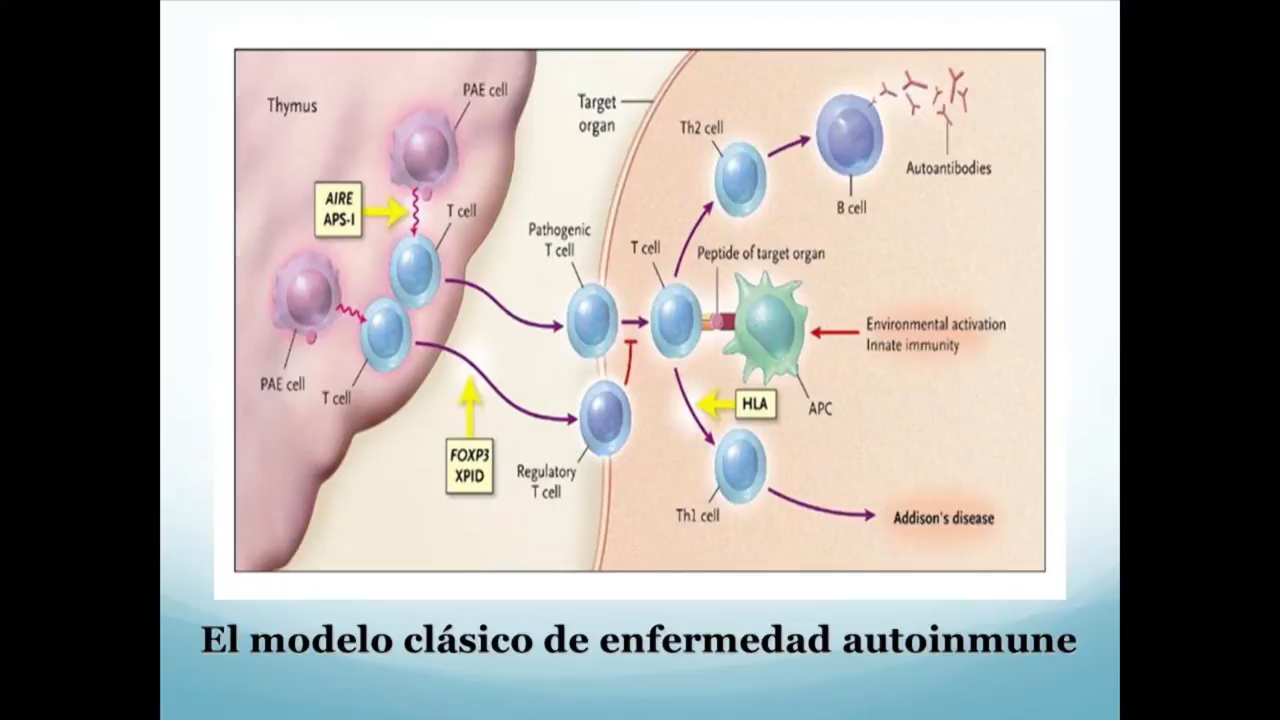 Thymus
PAE cell
AIRE
APS-I
T cell
PAE cell
T cell
FOXP3
XPID
Target
organ
Pathogenic
T cell
Regulatory
T cell
T cell
Th2 cell
B cell
Autoantibodies
Peptide of target organ
Environmental activation
Innate immunity
HLA
APC
Th1 cell
Addison's disease
El modelo clásico de enfermedad autoinmune